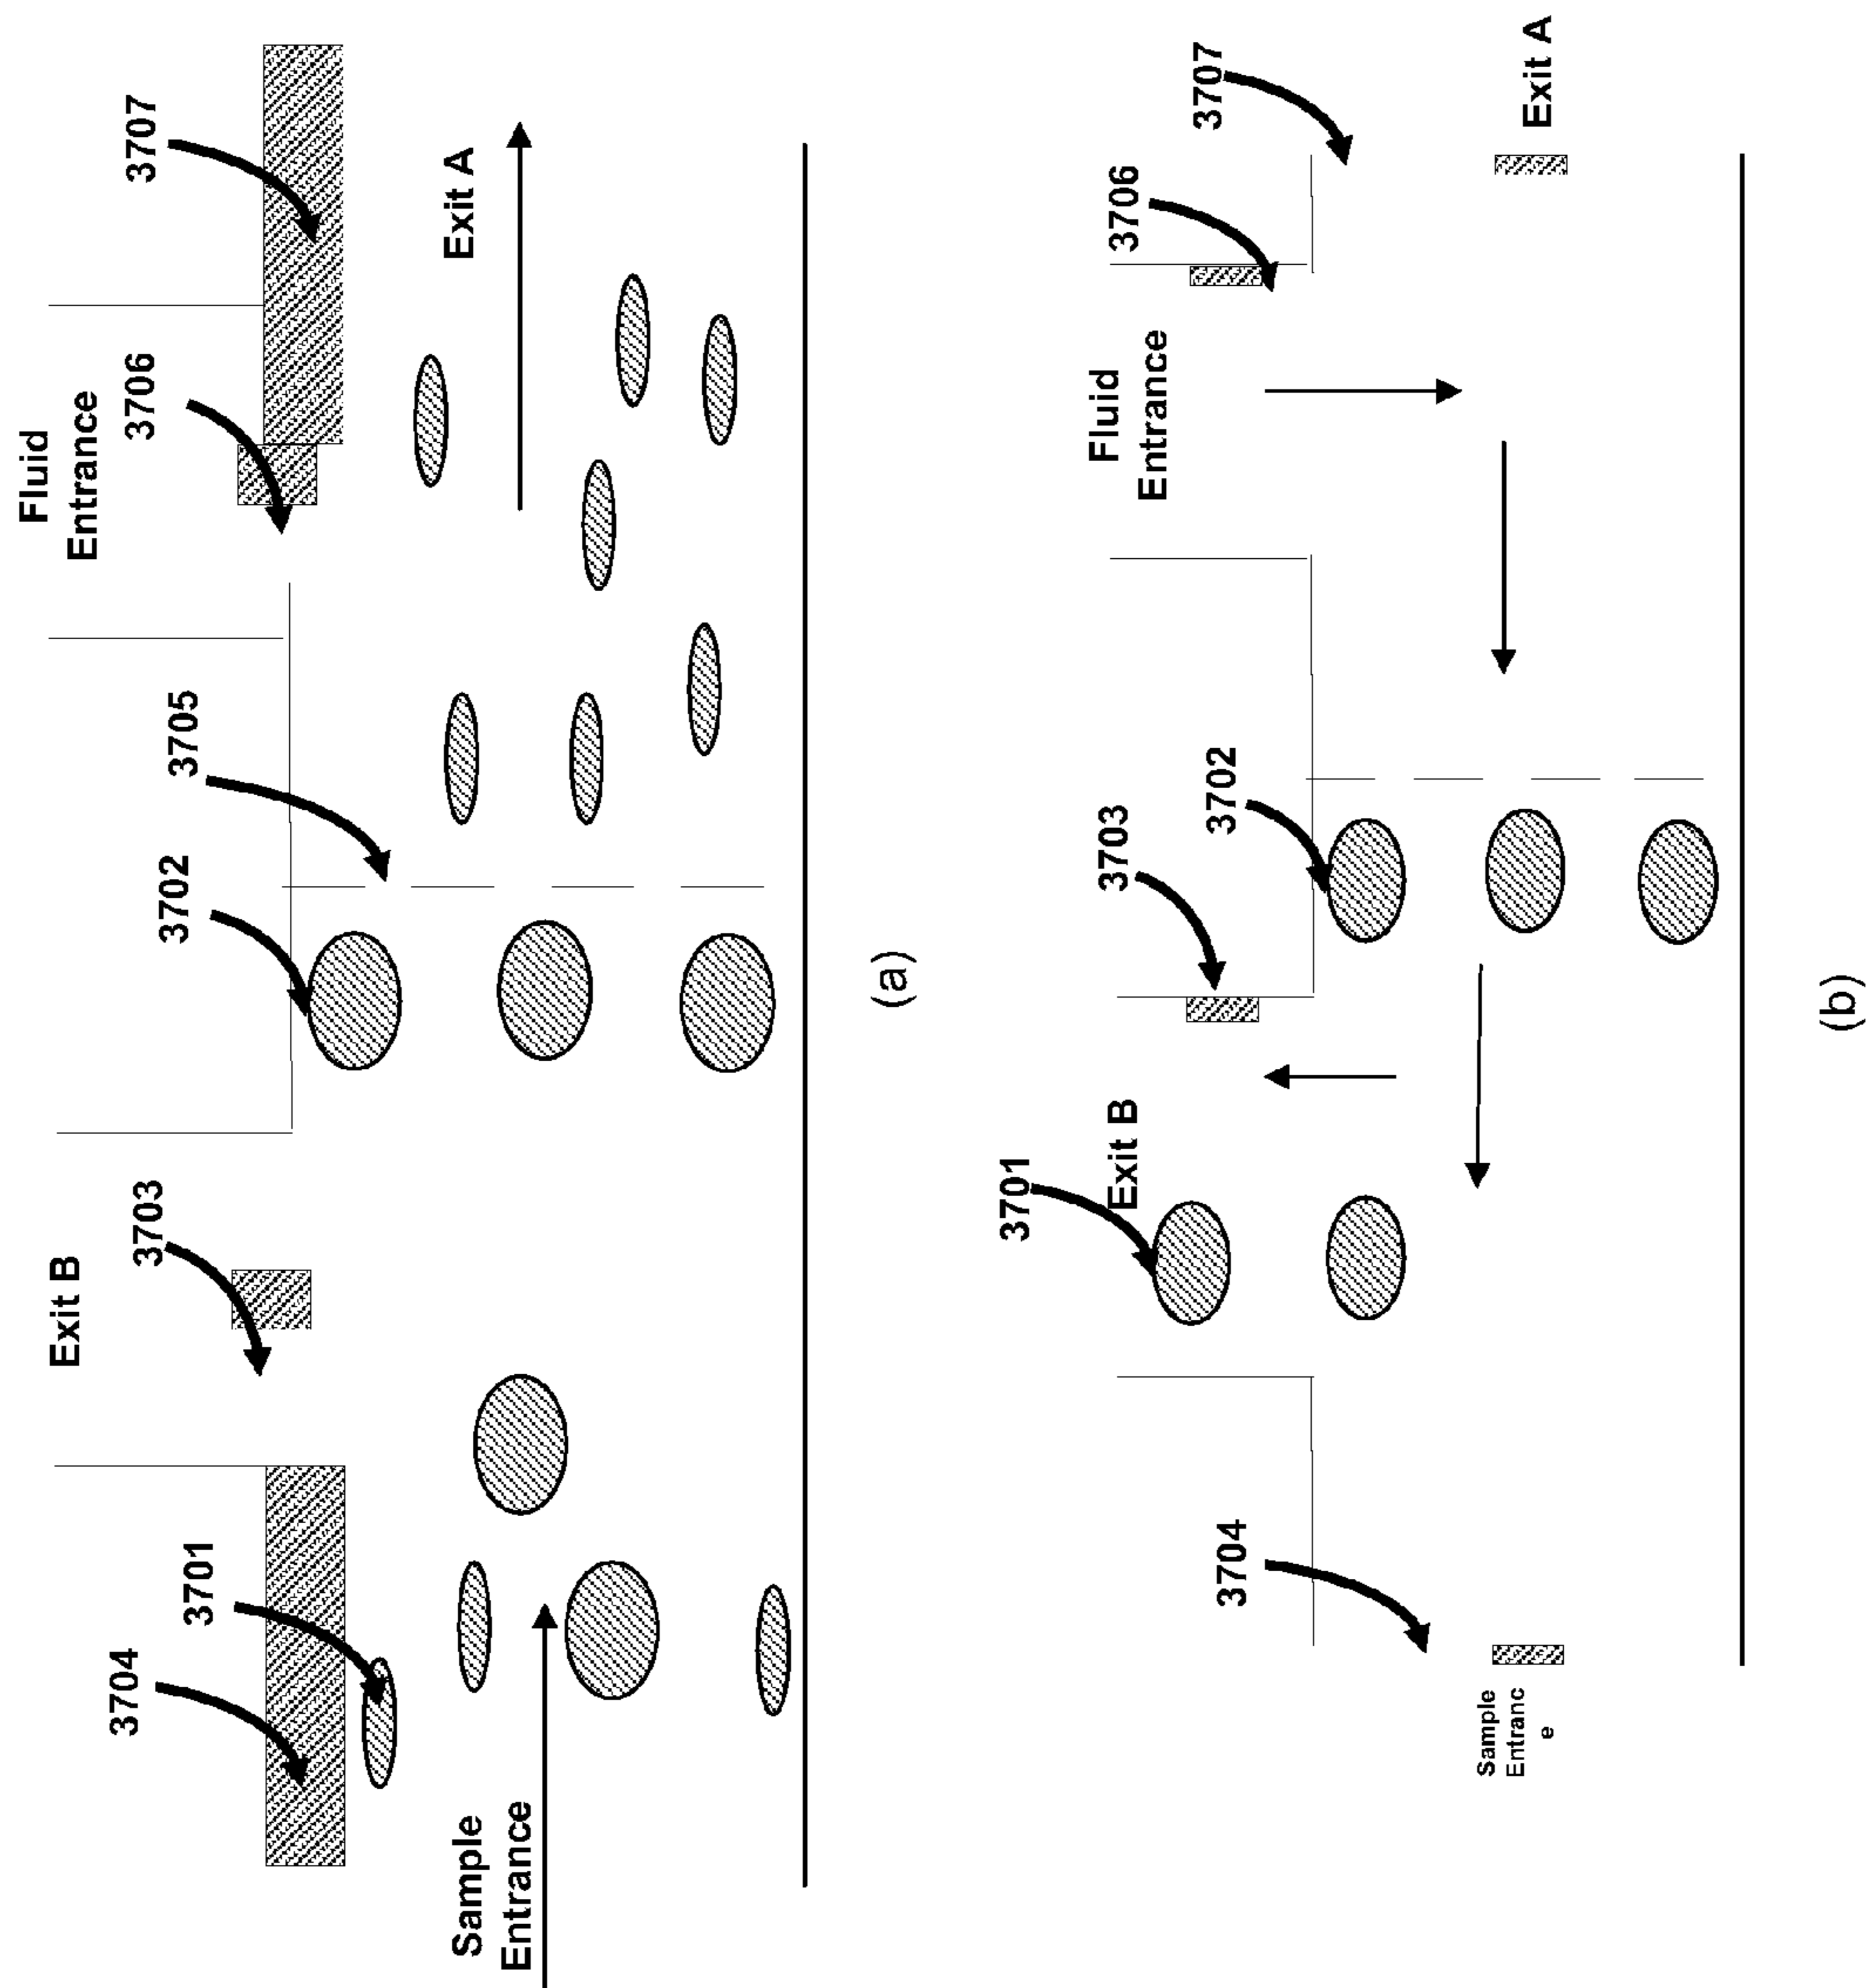 Fluid
Entrance
3707
3706
Exit B
3703
3705
3702
3704
3701
Exit A
Sample
Entrance
(a)
3707
3706
Fluid
Entrance
3703
3702
3701
Exit B
3704
Exit A
Sample
Entranc
e
(b)